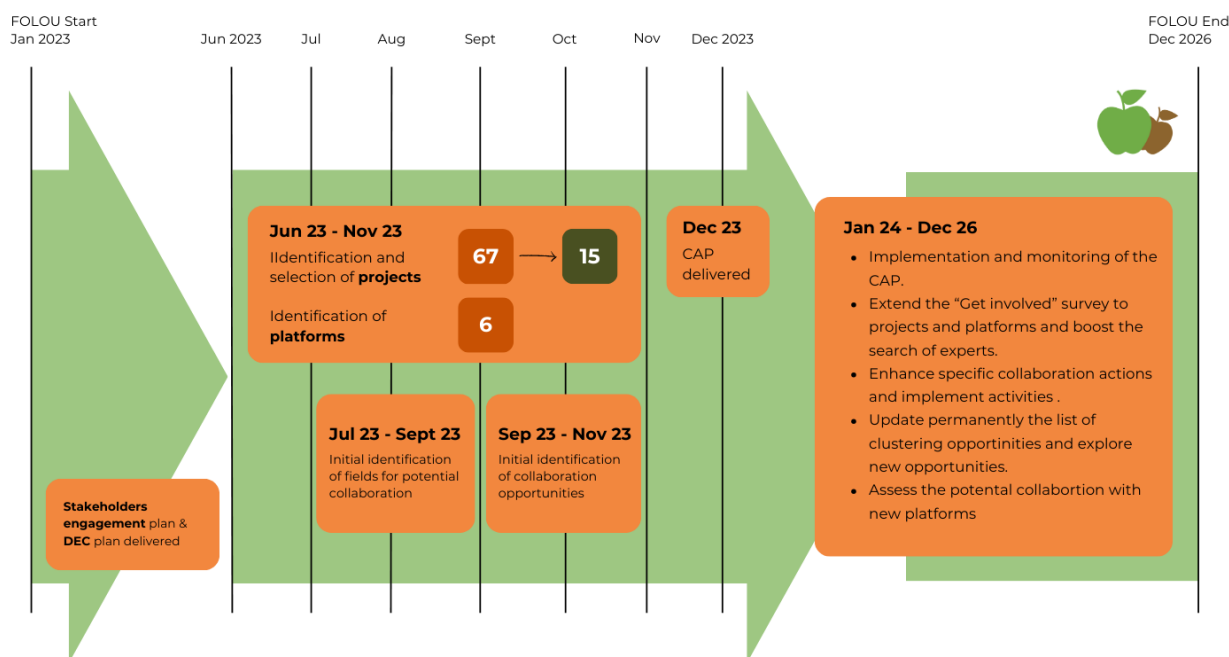 FOLOU Start
Jan 2023
Jun 2023
Jul
Aug
Sept
Oct
Nov
Dec 2023
FOLOU End
Dec 2026
Jun 23 - Nov 23
IIdentification and
selection of projects
67
15
Identification of
platforms
6
Dec 23
CAP
delivered
Jul 23 - Sept 23
Initial identification
of fields for potential
collaboration
Sep 23 - Nov 23
Initial identification
of collaboration
opportunities
Stakeholders
engagement plan &
DEC plan delivered
Jan 24 - Dec 26
• Implementation and monitoring of the
CAP.
• Extend the “Get involved” survey to
projects and platforms and boost the
search of experts.
• Enhance specific collaboration actions
and implement activities .
• Update permanently the list of
clustering opportinities and explore
new opportunities.
• Assess the potental collabortion with
new platforms